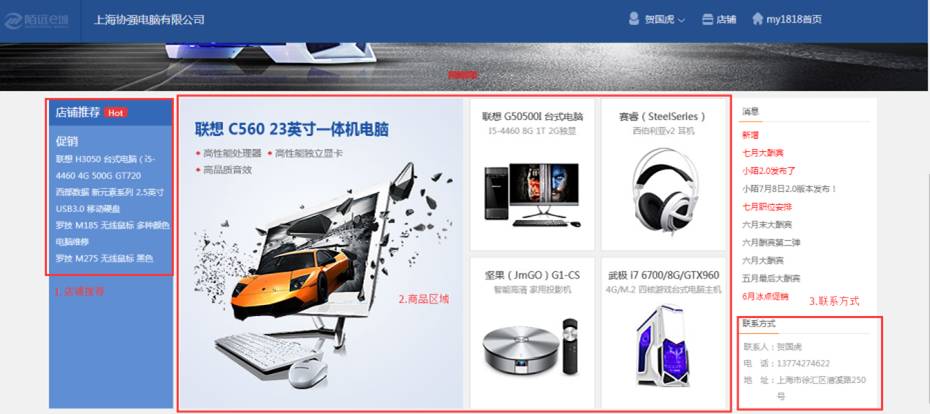 陌远e城
上海协强电脑有限公司
贺国虎
店铺
my1818首页
店铺推荐 Hot
促销
联想 H3050 台式电脑（i5-
4460 4G 500G GT720
西部数据 新元素系列 2.5英寸
USB3.0 移动硬盘
罗技 M185 无线鼠标 多种颜色
电脑维修
罗技 M275 无线鼠标 黑色
1.店铺推荐
联想 C560 23英寸一体机电脑
高性能处理器 高性能独立显卡
高品质音效
2.商品区域
联想 G5050OI 台式电脑
I5-4460 8G 1T 2G独显
赛睿（SteelSeries）
西伯利亚v2 耳机
坚果（JmGO）G1-CS
智能高清 家用投影机
武极 i7 6700/8G/GTX960
4G/M.2 四核游戏台式电脑主机
消息
新增
七月大酬宾
小陌2.0发布了
小陌7月8日2.0版本发布！
七月职位安排
六月末大酬宾
六月酬宾第二弹
六月大酬宾
五月最后大酬宾
6月冰点促销
3.联系方式
联系方式
联系人：贺国虎
电 话：13774274622
地 址：上海市徐汇区漕溪路250
号